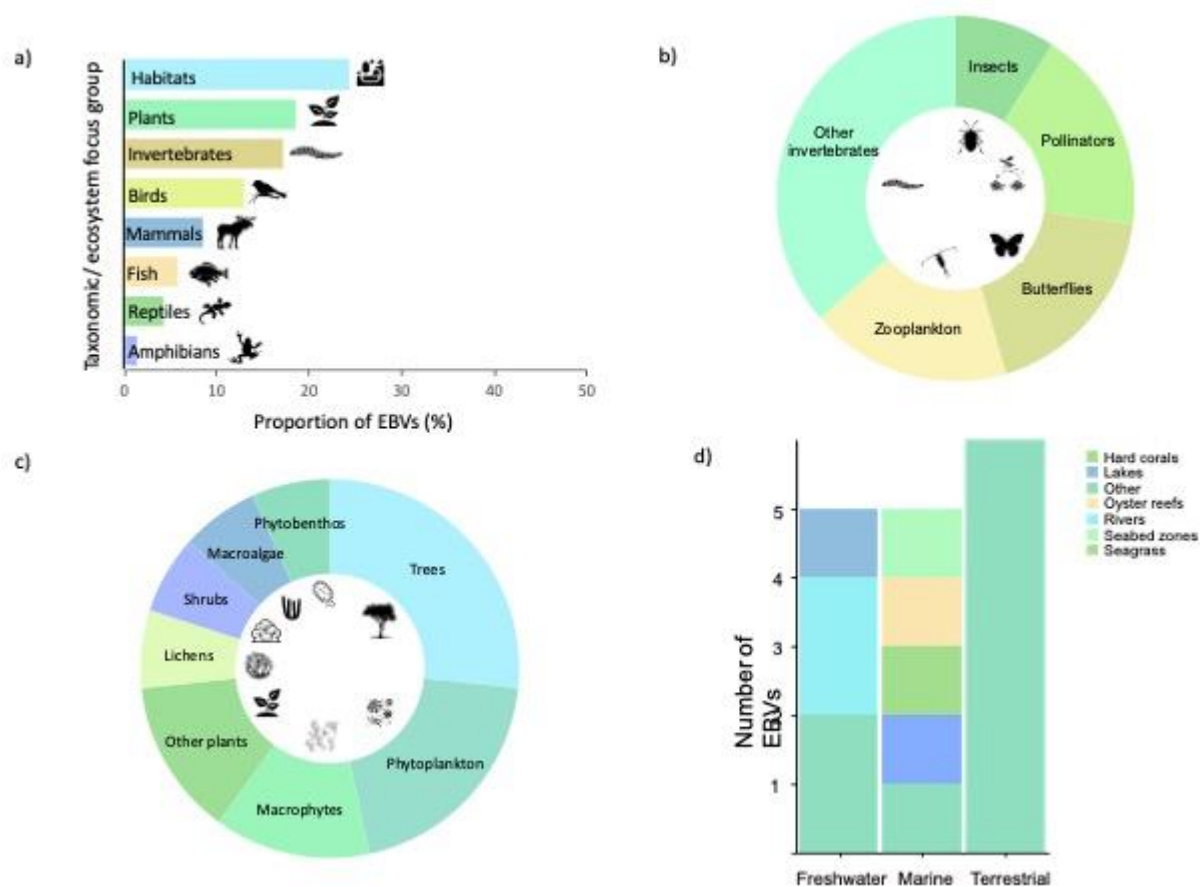 a)
Taxonomic/ ecosystem focus group
Habitats
Plants
Invertebrates
Birds
Mammals
Fish
Reptiles
Amphibians
0
10
20
30
40
50
Proportion of EBVs (%)
b)
Insects
Pollinators
Butterflies
Zooplankton
Other
invertebrates
c)
Trees
Phytoplankton
Macrophytes
Other plants
Lichens
Shrubs
Macroalgae
Phytobenthos
d)
Number of
EBVs
5
4
3
1
Freshwater
Marine
Terrestrial
Hard corals
Lakes
Other
Oyster reefs
Rivers
Seabed zones
Seagrass